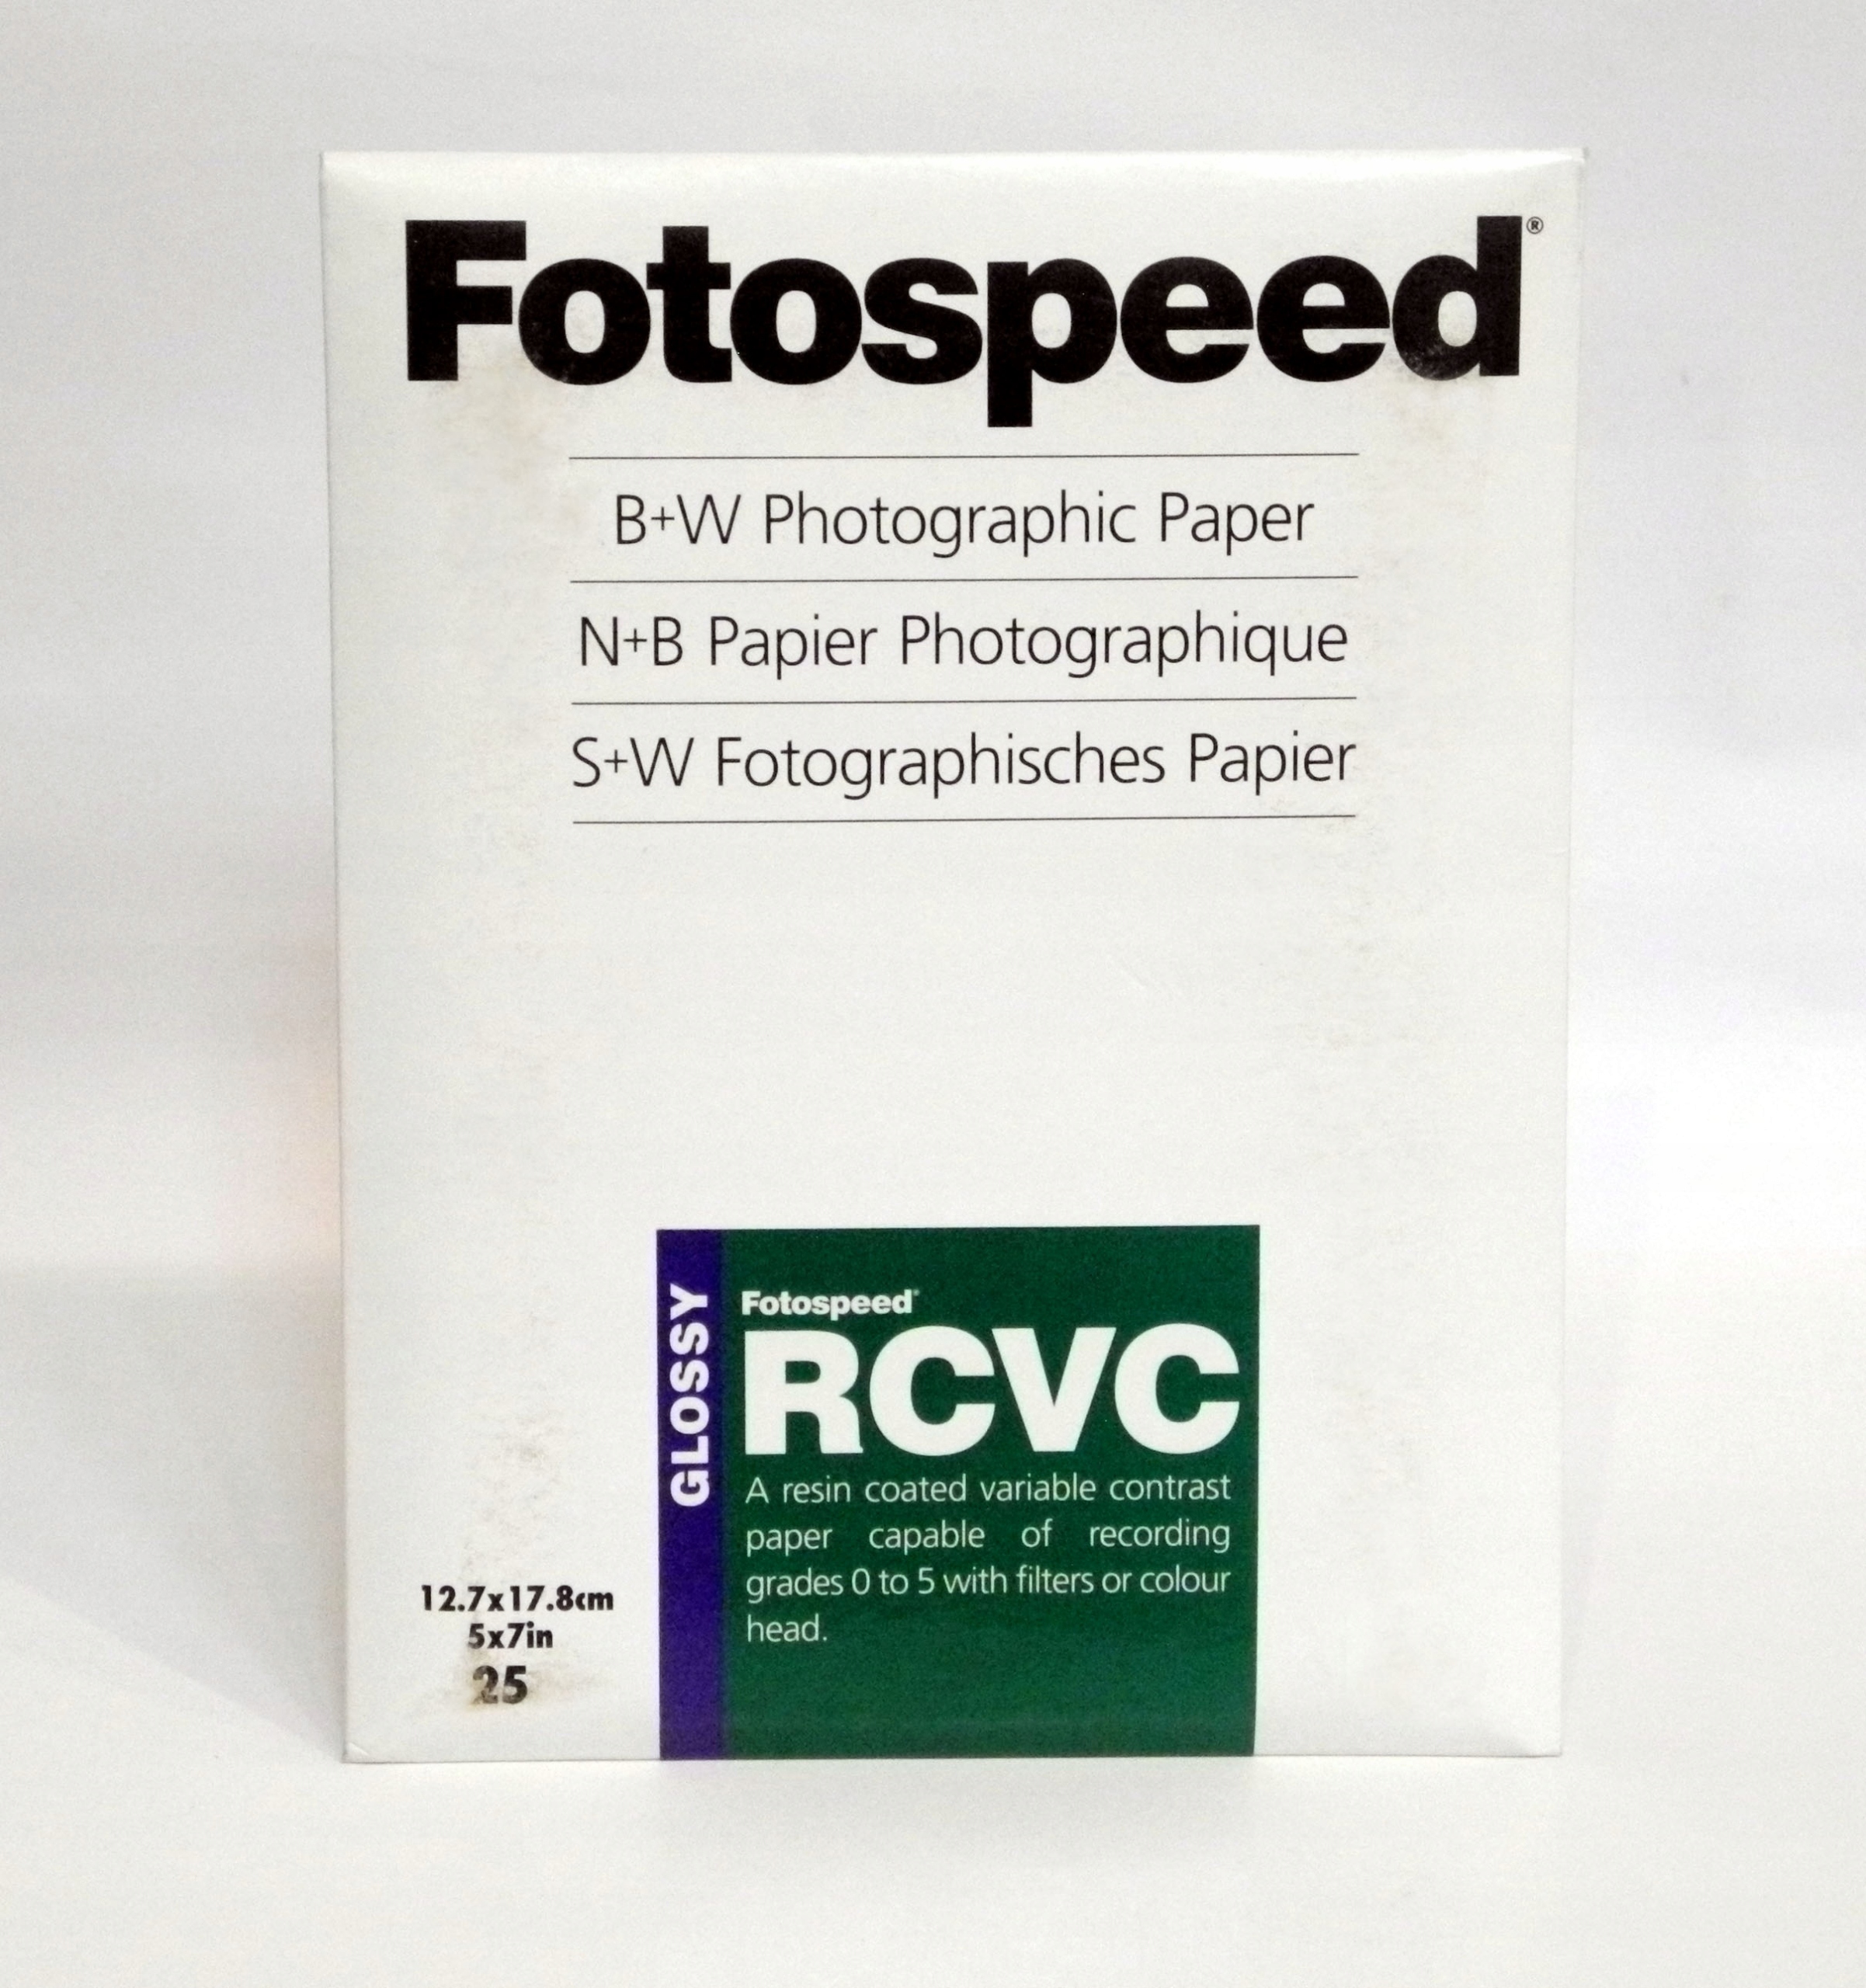 Fotospeed®
B+W Photographic Paper
N+B Papier Photographique
S+W Fotographisches Papier
GLOSSY
Fotospeed®
RCVC
A resin coated variable contrast
paper capable of recording
grades 0 to 5 with filters or colour
head.
12.7x17.8cm
5x7in
25